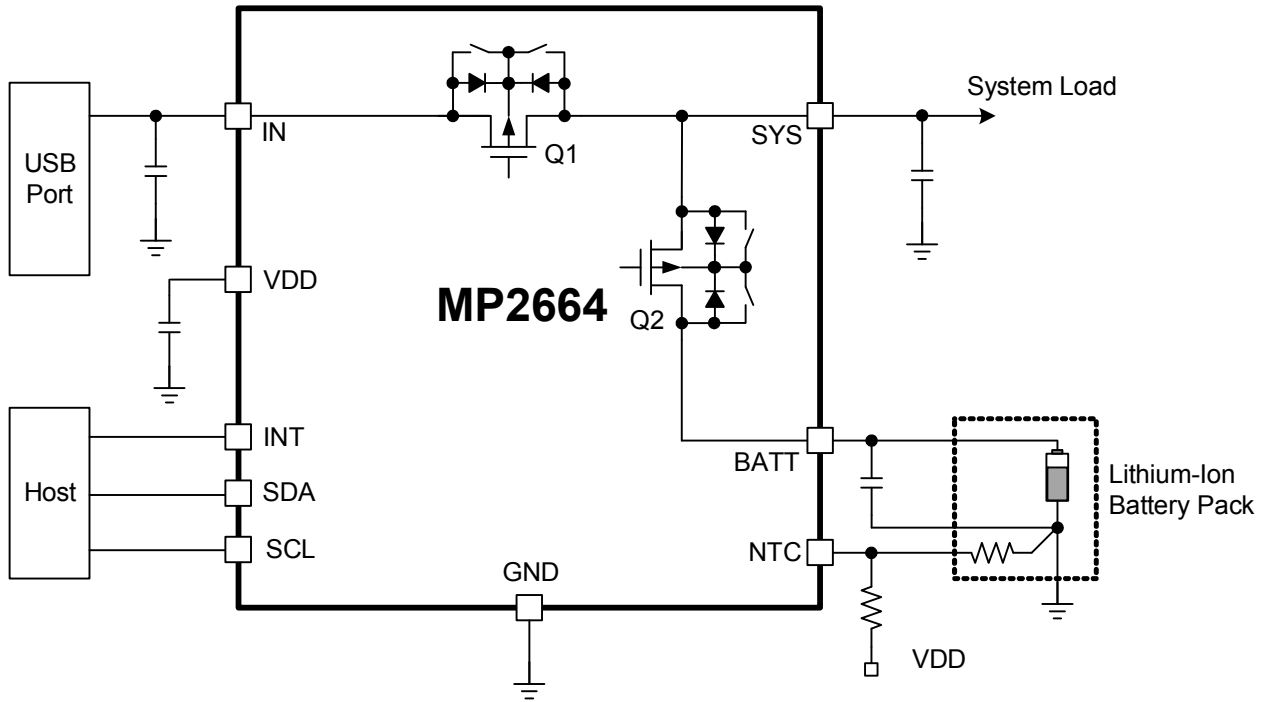 System Load
IN
SYS
Q1
USB
Port
VDD
MP2664
Q2
INT
BATT
Host
SDA
Lithium-Ion
Battery Pack
SCL
NTC
GND
VDD